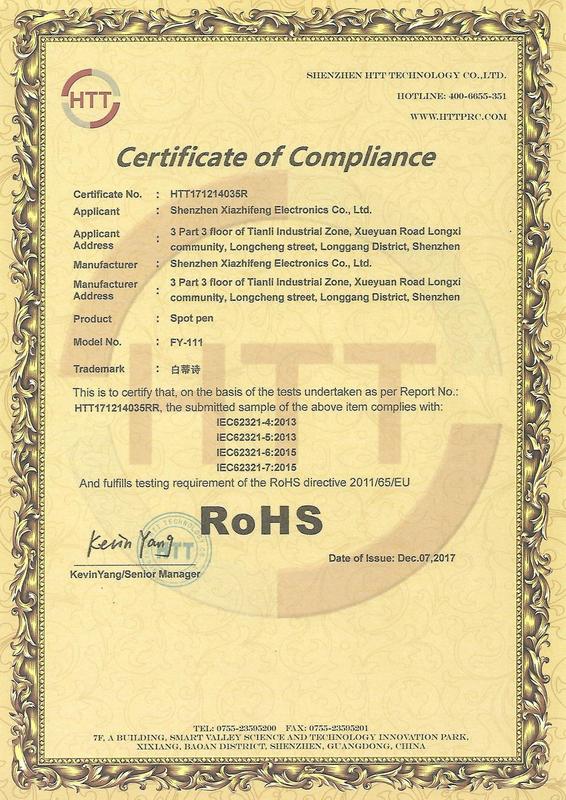 HTT
SHENZHEN HTT TECHNOLOGY CO.,LTD.
HOTLINE: 400-6655-351
WWW.HTTPRC.COM
Certificate of Compliance
Certificate No. : HTT171214035R
Applicant : Shenzhen Xiazhifeng Electronics Co., Ltd.
Applicant Address : 3 Part 3 floor of Tianli Industrial Zone, Xueyuan Road Longxi
community, Longcheng street, Longgang District, Shenzhen
Manufacturer : Shenzhen Xiazhifeng Electronics Co., Ltd.
Manufacturer Address : 3 Part 3 floor of Tianli Industrial Zone, Xueyuan Road Longxi
community, Longcheng street, Longgang District, Shenzhen
Product : Spot pen
Model No. : FY-111
Trademark : 白蒂诗
HTT
This is to certify that, on the basis of the tests undertaken as per Report No.:
HTT171214035RR, the submitted sample of the above item complies with:
IEC62321-4:2013
IEC62321-5:2013
IEC62321-6:2015
IEC62321-7:2015
And fulfills testing requirement of the RoHS directive 2011/65/EU
RoHS
Kevin Yang
HTT
KevinYang/Senior Manager
Date of Issue: Dec.07,2017
TEL: 0755-23595200 FAX: 0755-23595201
7F, A BUILDING, SMART VALLEY SCIENCE AND TECHNOLOGY INNOVATION PARK,
XIXIANG, BAOAN DISTRICT, SHENZHEN, GUANGDONG, CHINA